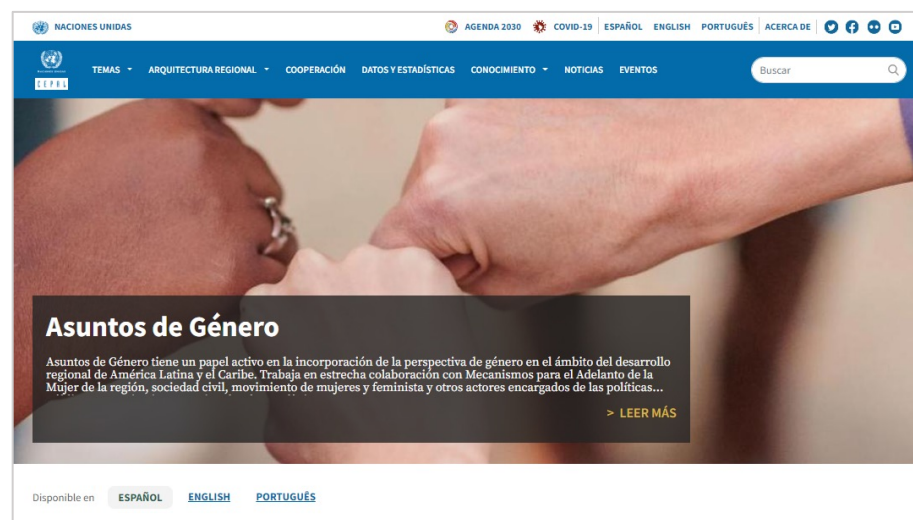 NACIONES UNIDAS
AGENDA 2030
COVID-19
ESPAÑOL
ENGLISH
PORTUGUÊS
ACERCA DE
CEPAL
TEMAS
ARQUITECTURA REGIONAL
COOPERACIÓN
DATOS Y ESTADÍSTICAS
CONOCIMIENTO
NOTICIAS
EVENTOS
Buscar
Asuntos de Género
Asuntos de Género tiene un papel activo en la incorporación de la perspectiva de género en el ámbito del desarrollo
regional de América Latina y el Caribe. Trabaja en estrecha colaboración con Mecanismos para el Adelanto de la
Mujer de la región, sociedad civil, movimiento de mujeres y feminista y otros actores encargados de las políticas...
> LEER MÁS
Disponible en
ESPAÑOL
ENGLISH
PORTUGUÊS